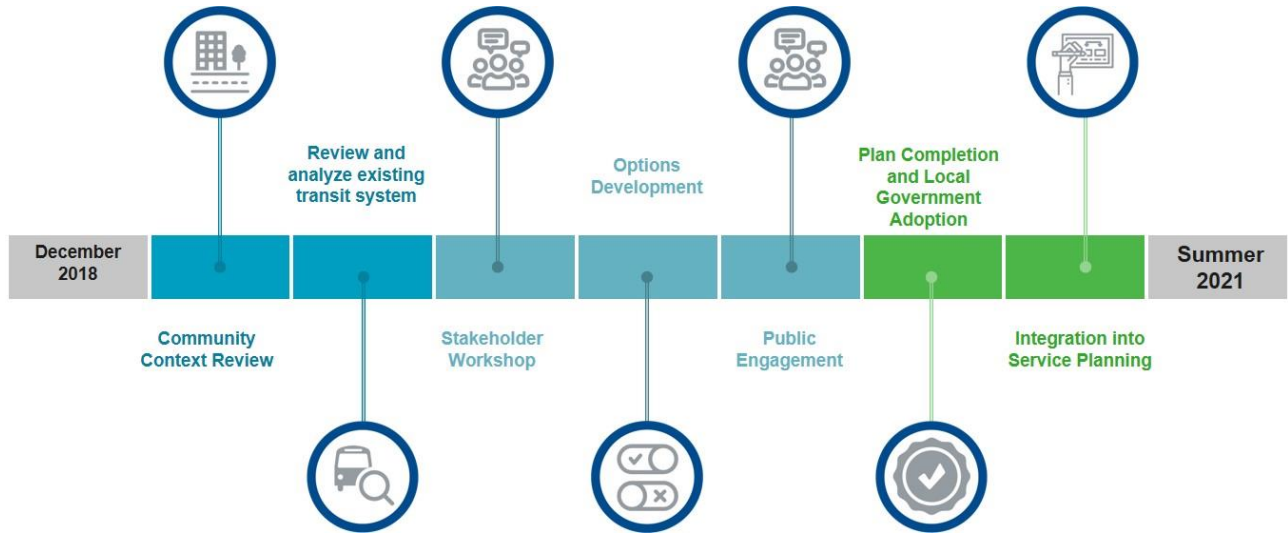 December
2018
Community
Context Review
Review and
analyze existing
transit system
Stakeholder
Workshop
Options
Development
Public
Engagement
Plan Completion
and Local
Government
Adoption
Integration into
Service Planning
Summer
2021